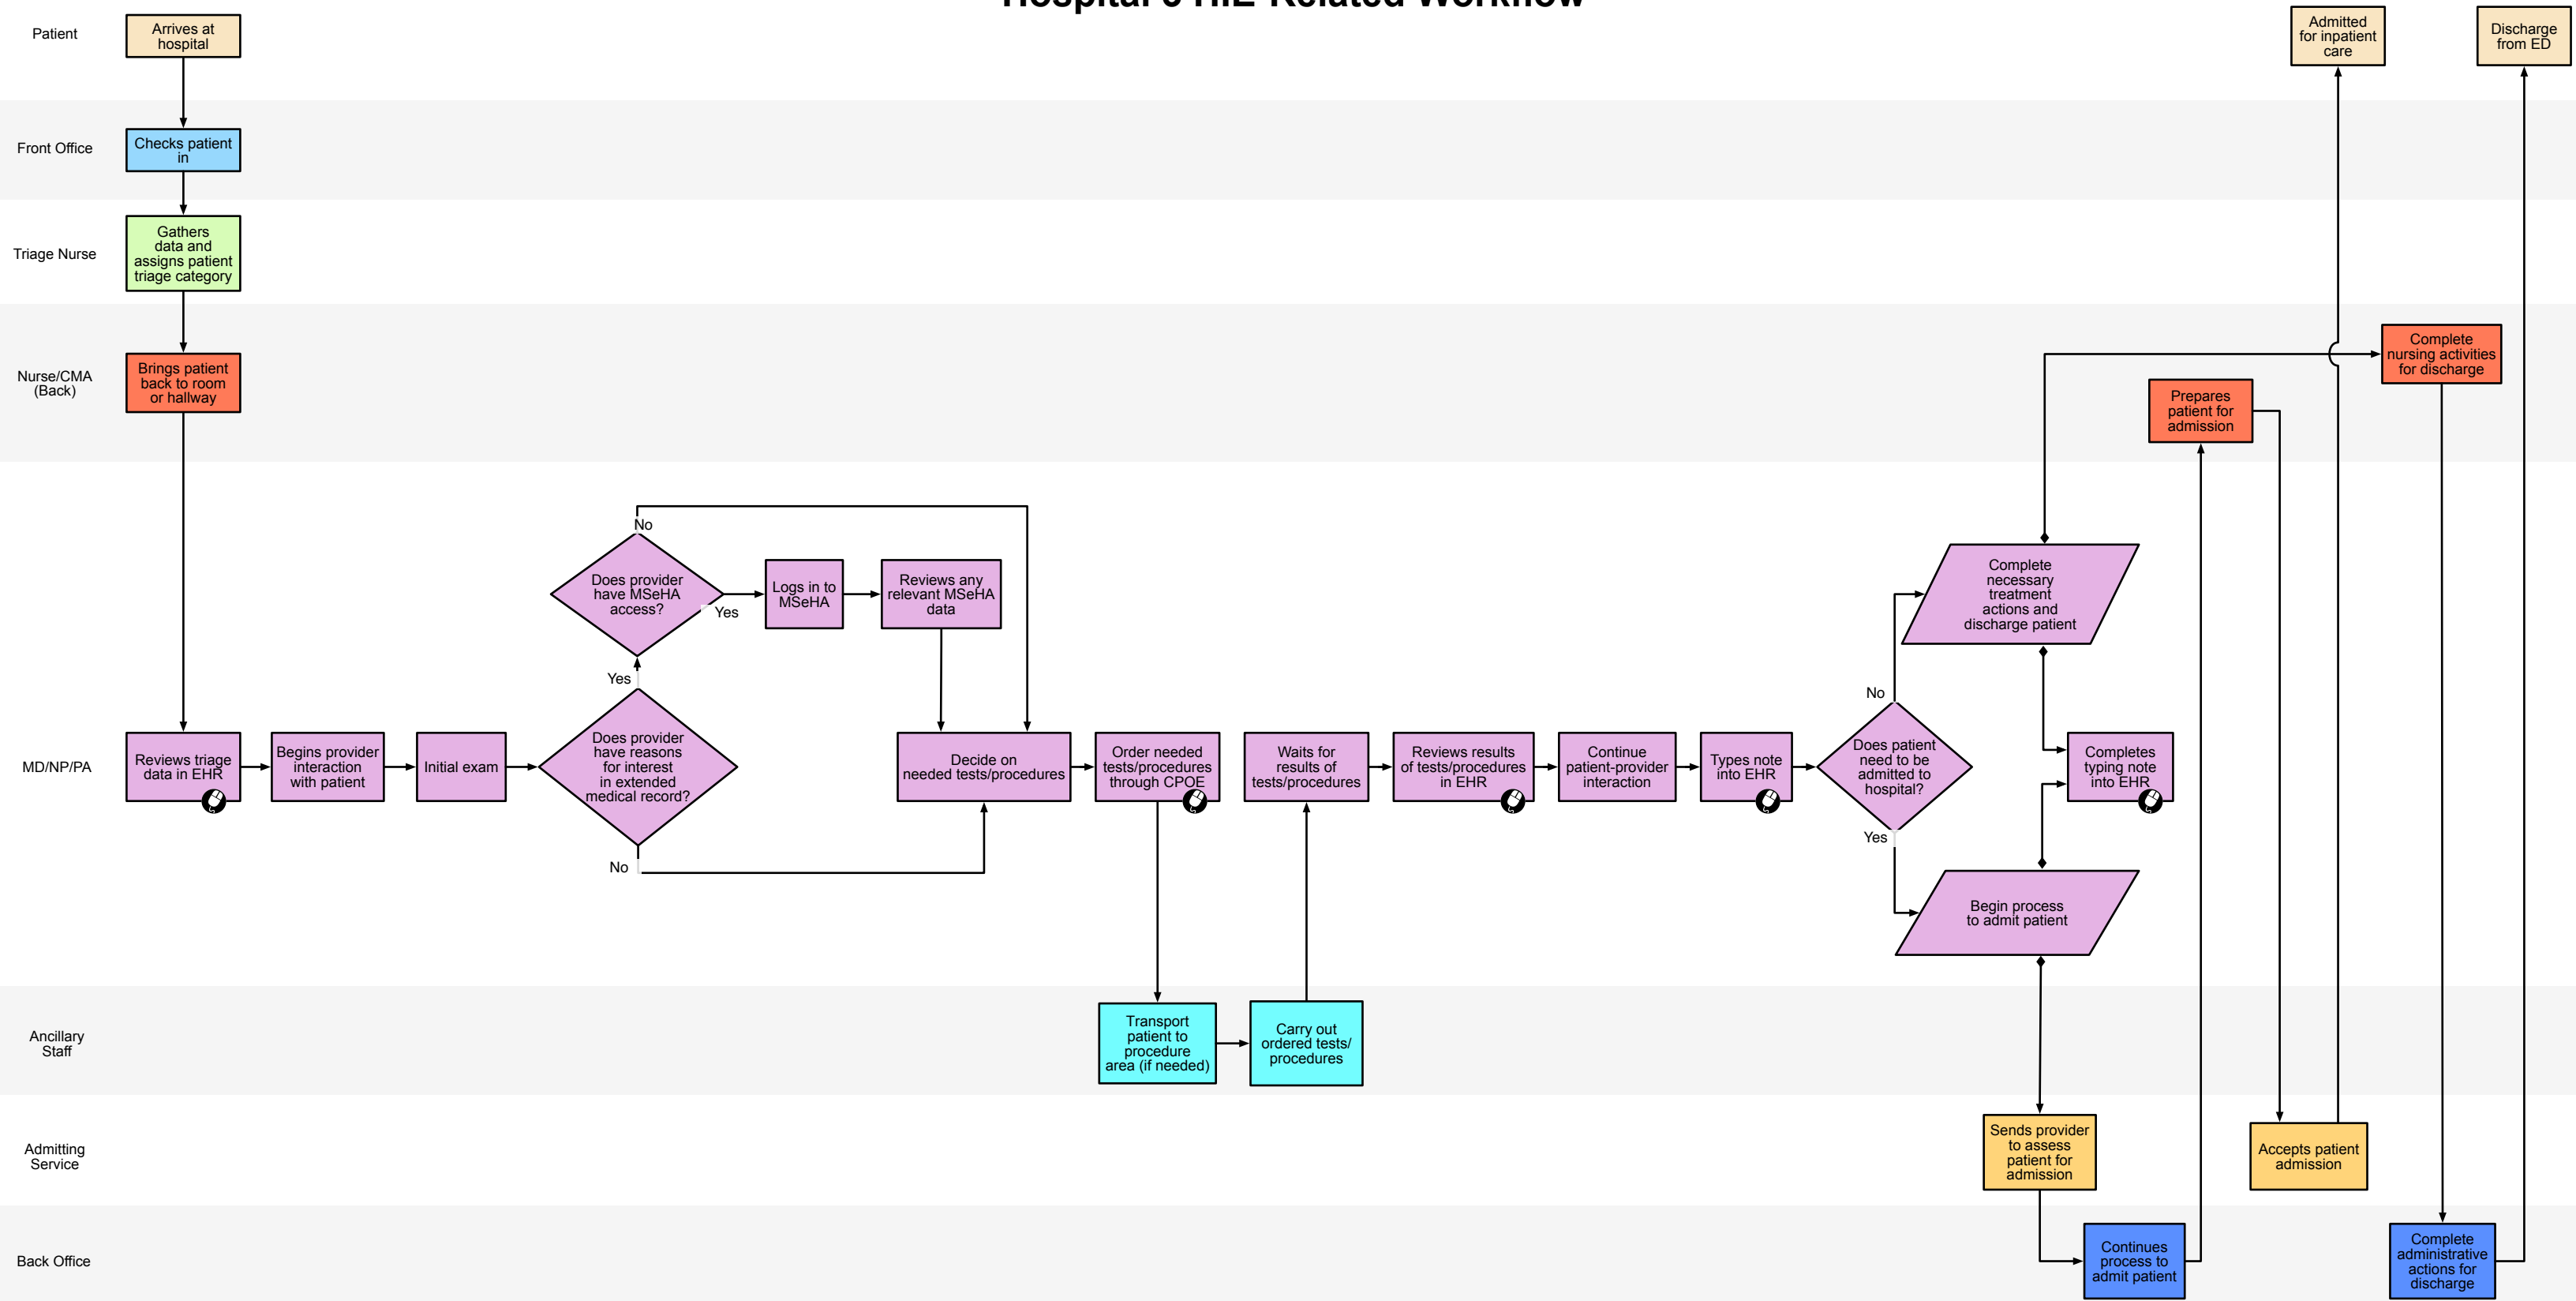 Hospital 3 HIE-Related Workflow
Patient
Arrives at
hospital
Admitted
for inpatient
care
Discharge
from ED
Front Office
Checks patient
in
Triage Nurse
Gathers
data and
assigns patient
triage category
Nurse/CMA
(Back)
Brings patient
back to room
or hallway
Complete
nursing activities
for discharge
Prepares
patient for
admission
No
Does provider
have MSeHA
access?
Yes
Logs in to
MSeHA
Reviews any
relevant MSeHA
data
Complete
necessary
treatment
actions and
discharge patient
Yes
No
MD/NP/PA
Reviews triage
data in EHR
Begins provider
interaction
with patient
Initial exam
Does provider
have reasons
for interest
in extended
medical record?
Decide on
needed tests/procedures
Order needed
tests/procedures
through CPOE
Waits for
results of
tests/procedures
Reviews results
of tests/procedures
in EHR
Continue
patient-provider
interaction
Types note
into EHR
Does patient
need to be
admitted to
hospital?
Completes
typing note
into EHR
No
Yes
Begin process
to admit patient
Ancillary
Staff
Transport
patient to
procedure
area (if needed)
Carry out
ordered tests/
procedures
Admitting
Service
Sends provider
to assess
patient for
admission
Accepts patient
admission
Back Office
Continues
process to
admit patient
Complete
administrative
actions for
discharge